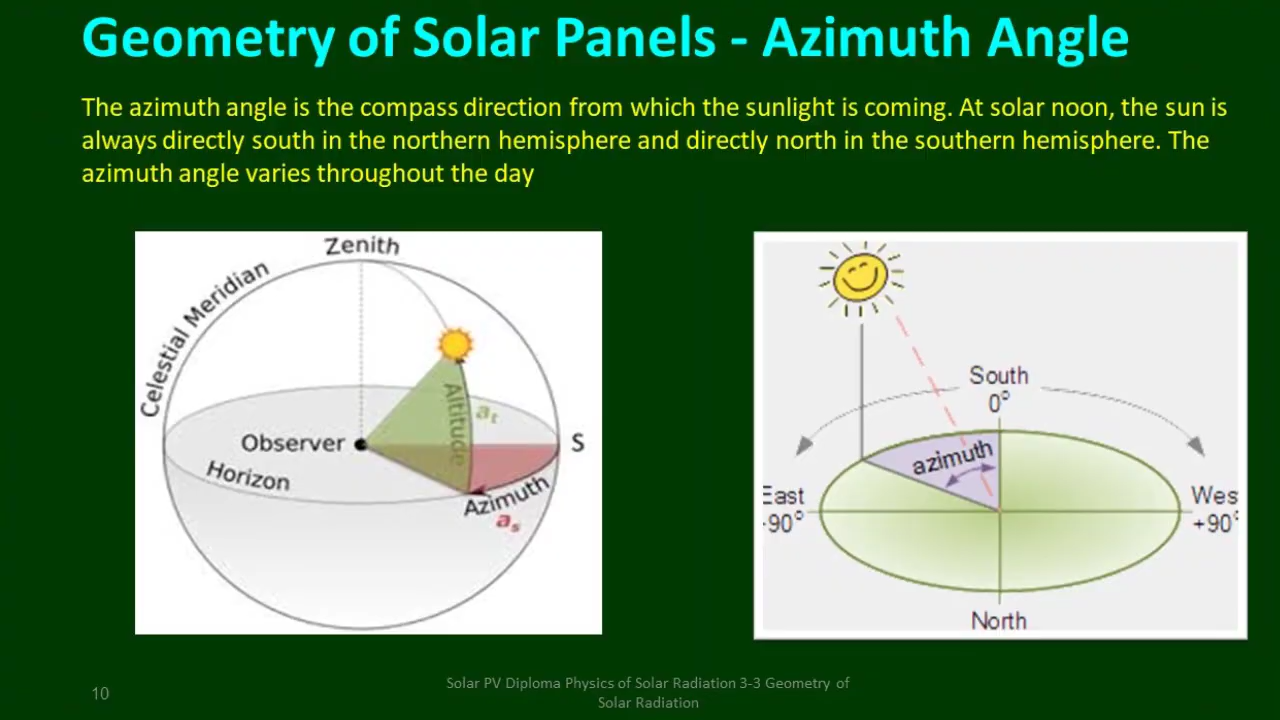 Geometry of Solar Panels - Azimuth Angle
The azimuth angle is the compass direction from which the sunlight is coming. At solar noon, the sun is
always directly south in the northern hemisphere and directly north in the southern hemisphere. The
azimuth angle varies throughout the day
Zenith
Celestial Meridian
Altitude
at
Observer
S
Horizon
Azimuth
as
South
0°
azimuth
East
-90°
Wes
+90°
North
10
Solar PV Diploma Physics of Solar Radiation 3-3 Geometry of
Solar Radiation